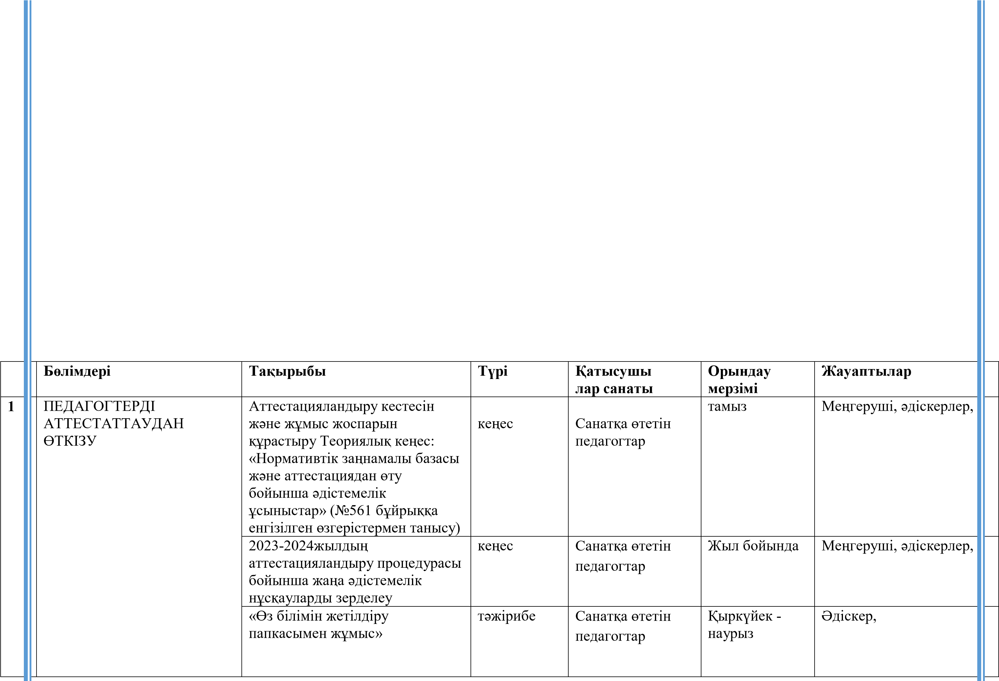 Бөлімдері
Тақырыбы
Түрі
Қатысушы
лар санаты
Орындау
мерзімі
Жауаптылар
1
ПЕДАГОГТЕРДІ
АТТЕСТАТТАУДАН
ӨТКІЗУ
Аттестацияландыру кестесін
және жұмыс жоспарын
құрастыру Теориялық кеңес:
«Нормативтік заңнамалы базасы
және аттестациядан өту
бойынша әдістемелік
ұсыныстар» (№561 бұйрыққа
енгізілген өзгерістермен танысу)
кеңес
Санатқа өтетін
педагогтар
тамыз
Меңгеруші, әдіскерлер,
2023-2024жылдың
аттестацияландыру процедурасы
бойынша жаңа әдістемелік
нұсқауларды зерделеу
кеңес
Санатқа өтетін
педагогтар
Жыл бойында
Меңгеруші, әдіскерлер,
«Өз білімін жетілдіру
папкасымен жұмыс»
тәжірибе
Санатқа өтетін
педагогтар
Қыркүйек -
наурыз
Әдіскер,